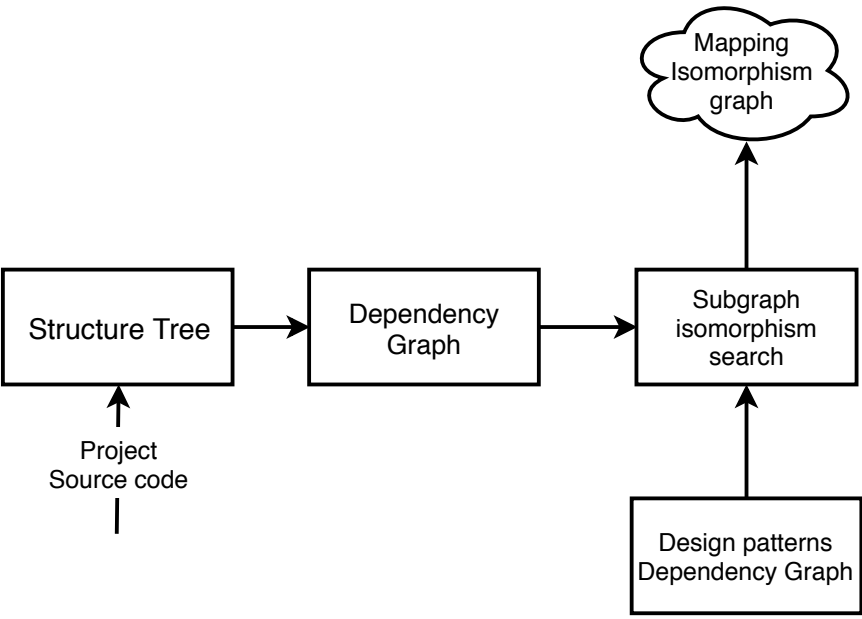 Mapping
Isomorphism
graph
Structure Tree
Dependency
Graph
Subgraph
isomorphism
search
Project
Source code
Design patterns
Dependency Graph